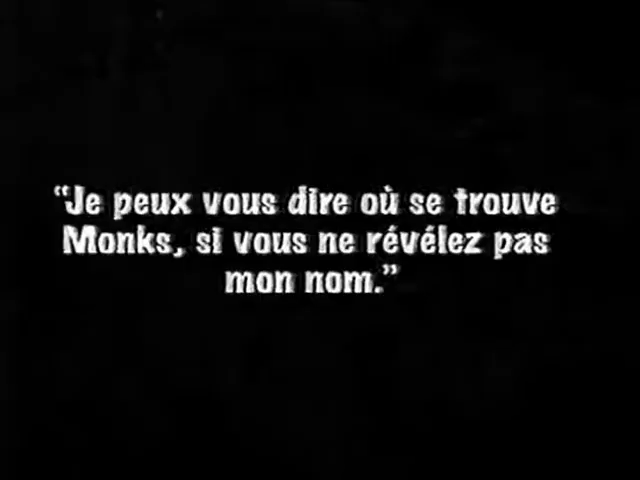 “Je peux vous dire où se trouve
Monks, si vous ne révélez pas
mon nom.”